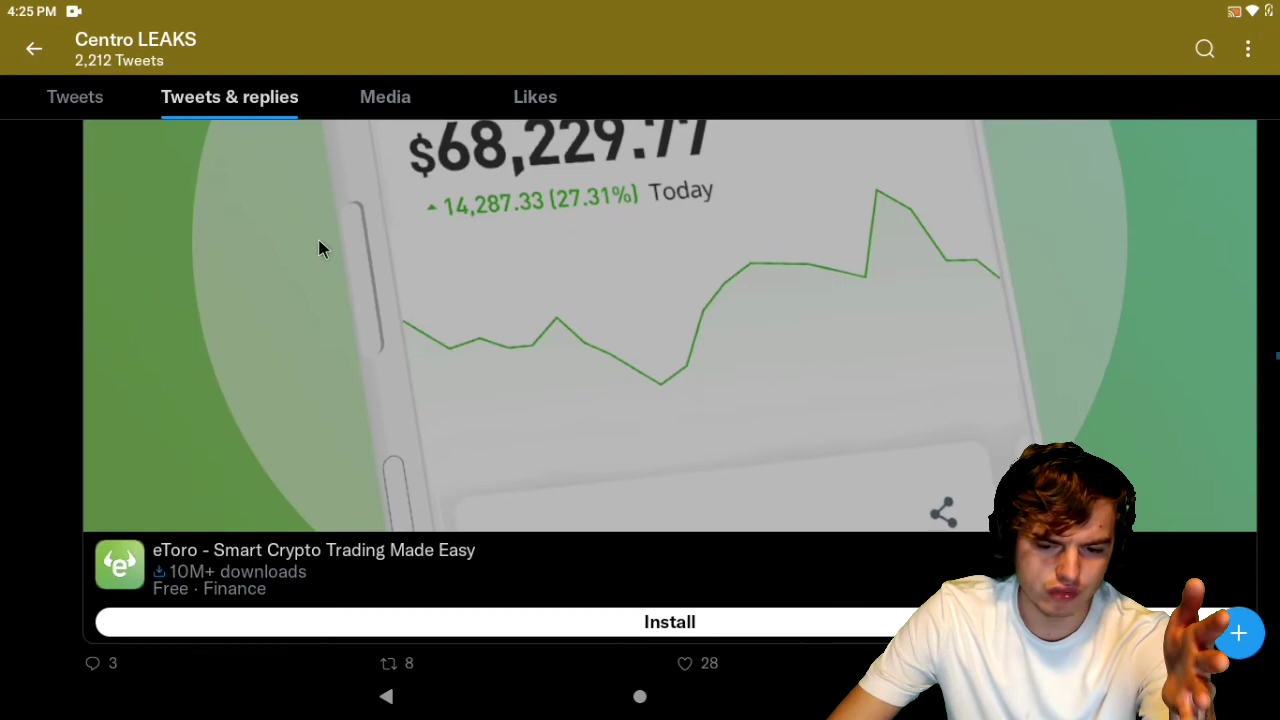 4:25 PM
Centro LEAKS
2,212 Tweets
Tweets Tweets & replies Media Likes
$68,229.77
14,287.33 (27.31%) Today
eToro - Smart Crypto Trading Made Easy
10M+ downloads
Free · Finance
Install
3 8 28